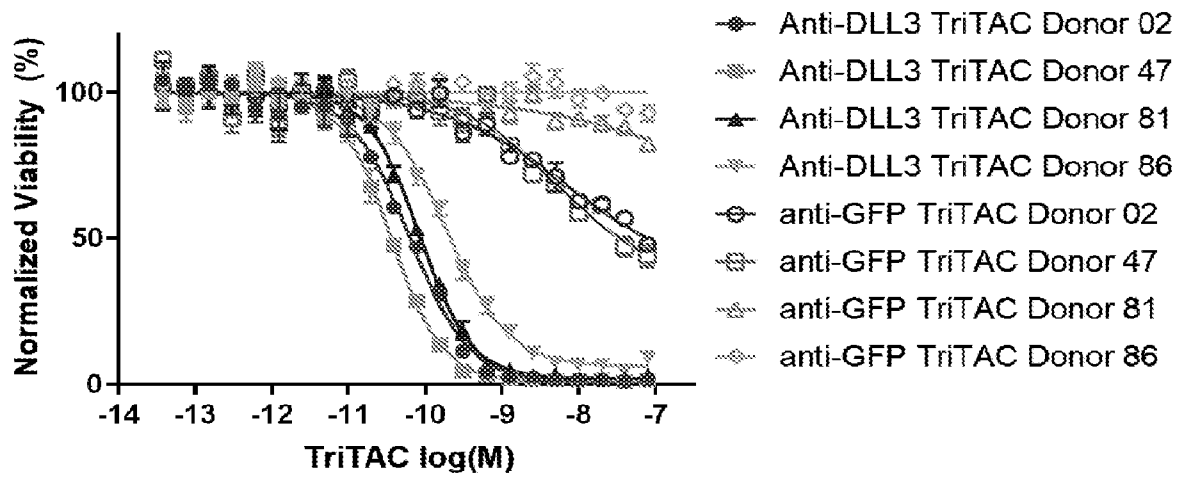 Normalized Viability (%)
100
50
0
-14 -13 -12 -11 -10 -9 -8 -7
TriTAC log(M)
Anti-DLL3 TriTAC Donor 02
Anti-DLL3 TriTAC Donor 47
Anti-DLL3 TriTAC Donor 81
Anti-DLL3 TriTAC Donor 86
anti-GFP TriTAC Donor 02
anti-GFP TriTAC Donor 47
anti-GFP TriTAC Donor 81
anti-GFP TriTAC Donor 86